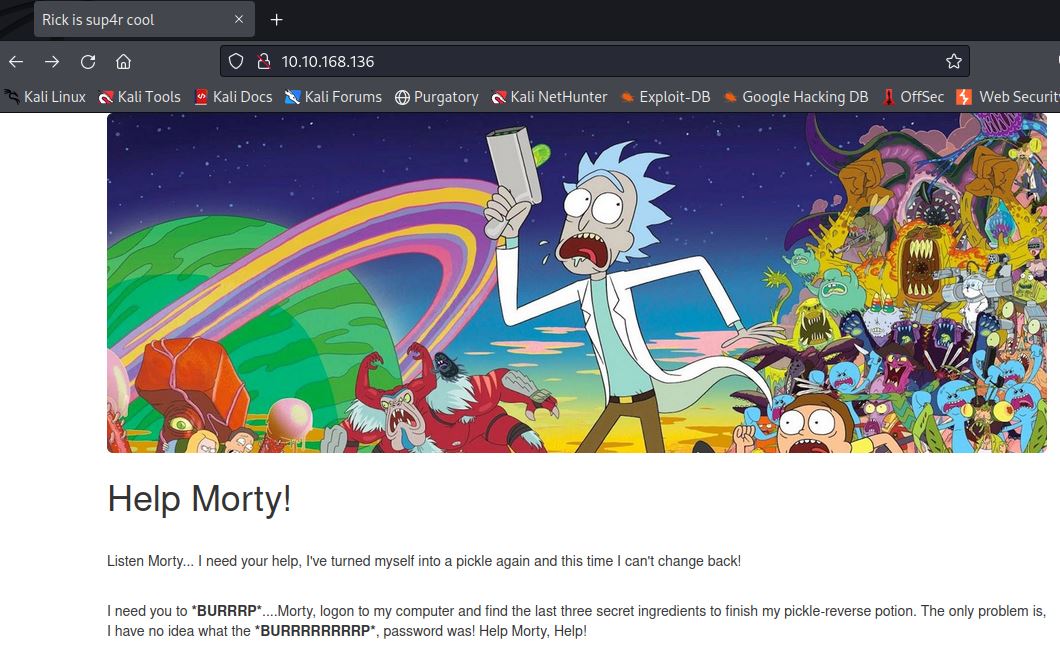 Rick is sup4r cool
10.10.168.136
Kali Linux Kali Tools Kali Docs Kali Forums Purgatory Kali NetHunter Exploit-DB Google Hacking DB OffSec Web Securit
Help Morty!
Listen Morty... I need your help, I've turned myself into a pickle again and this time I can't change back!
I need you to *BURRRP*....Morty, logon to my computer and find the last three secret ingredients to finish my pickle-reverse potion. The only problem is,
I have no idea what the *BURRRRRRRRP*, password was! Help Morty, Help!